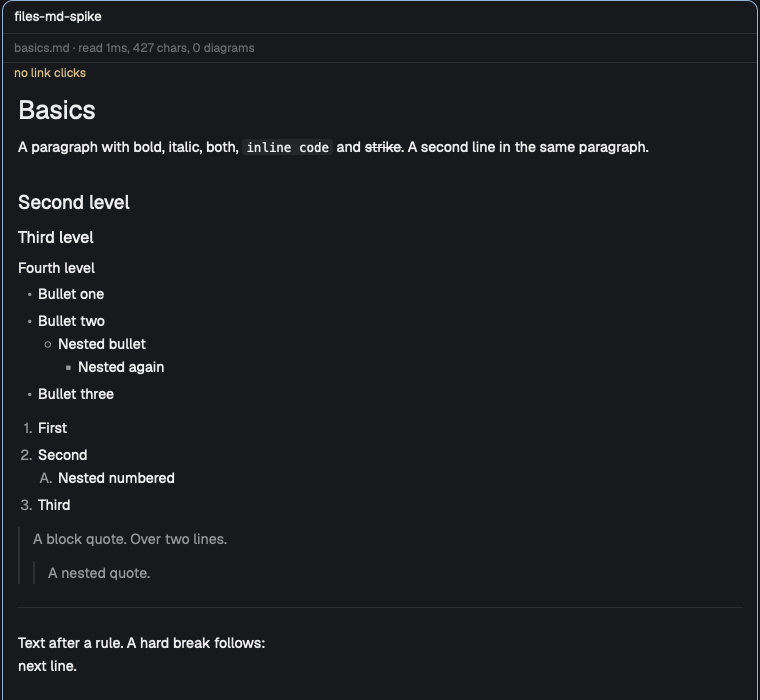 files-md-spike
basics.md · read 1ms, 427 chars, 0 diagrams
no link clicks
Basics
A paragraph with bold, italic, both, inline code and strike. A second line in the same paragraph.
Second level
Third level
Fourth level
• Bullet one
• Bullet two
○ Nested bullet
▪ Nested again
• Bullet three
1. First
2. Second
A. Nested numbered
3. Third
A block quote. Over two lines.
A nested quote.
Text after a rule. A hard break follows:
next line.